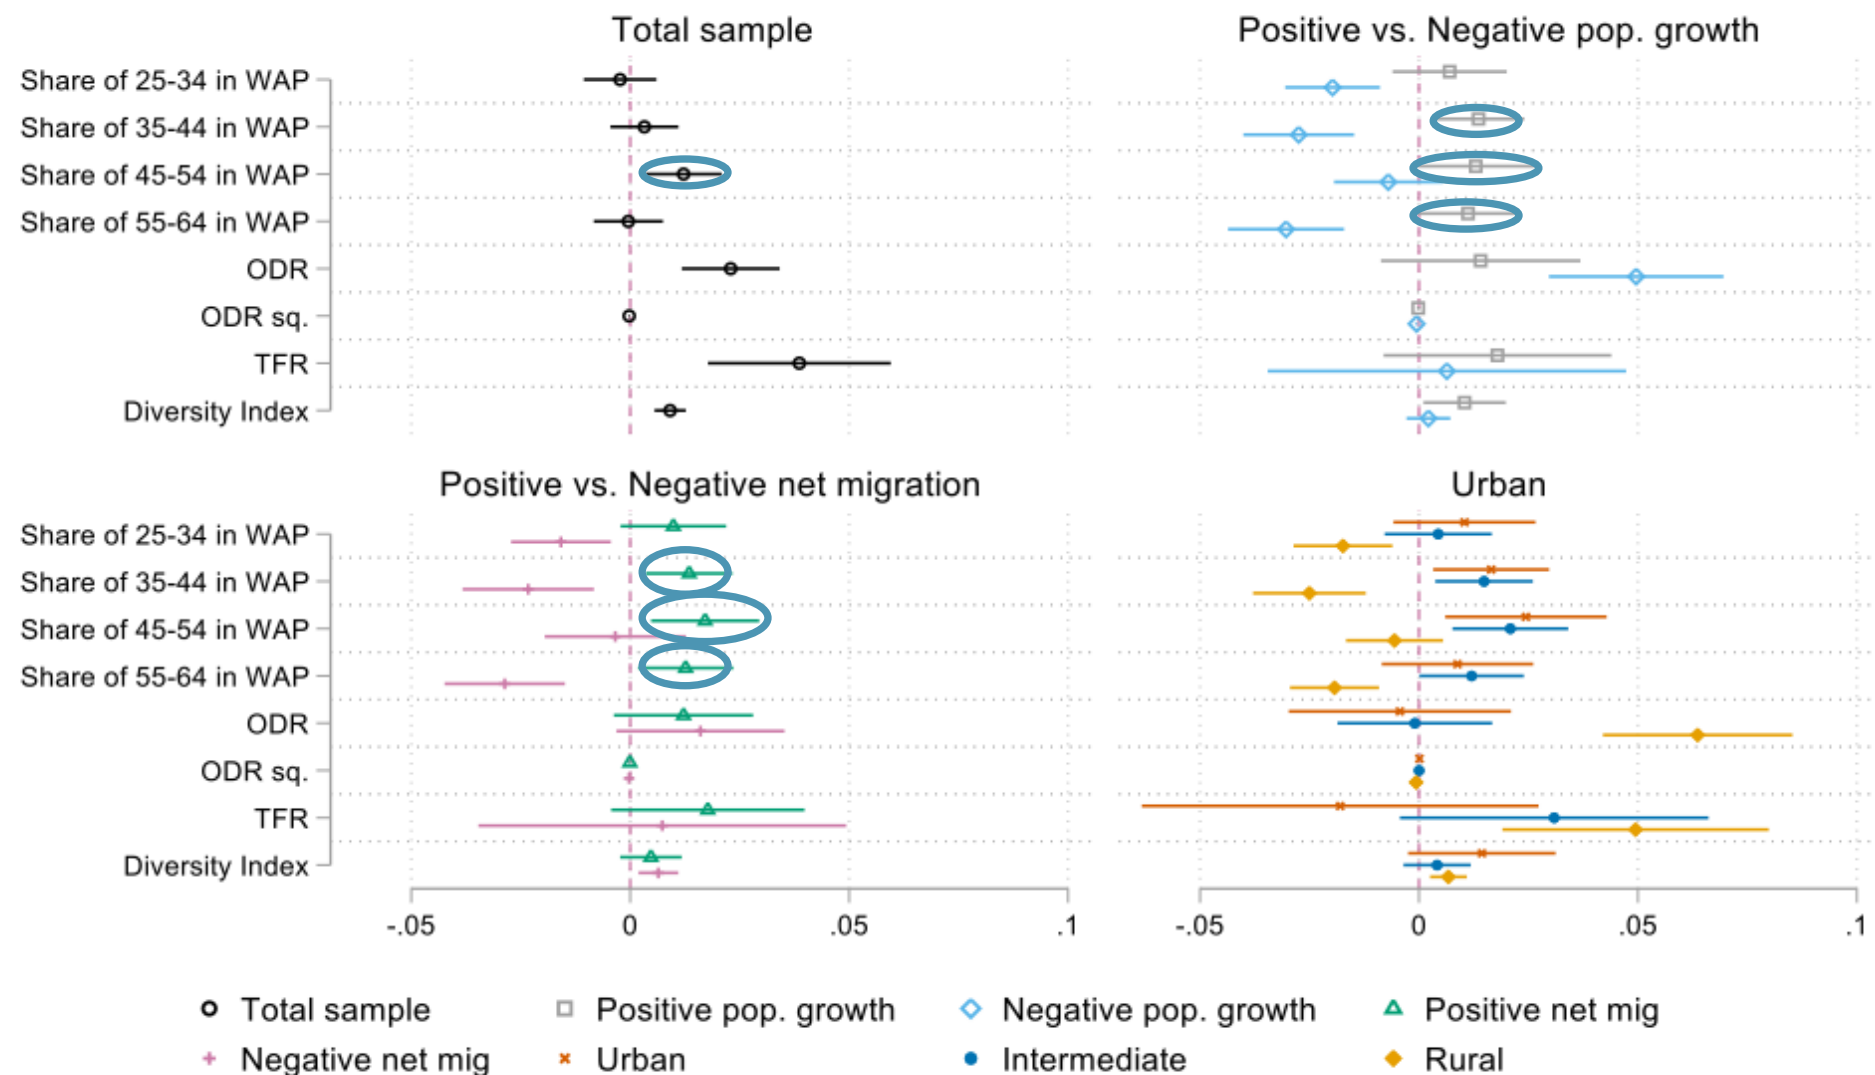 Total sample
Positive vs. Negative pop. growth
Share of 25-34 in WAP
Share of 35-44 in WAP
Share of 45-54 in WAP
Share of 55-64 in WAP
ODR
ODR sq.
TFR
Diversity Index
Positive vs. Negative net migration
Urban
Share of 25-34 in WAP
Share of 35-44 in WAP
Share of 45-54 in WAP
Share of 55-64 in WAP
ODR
ODR sq.
TFR
Diversity Index
-.05 0 .05 .1
-.05 0 .05 .1
Total sample Positive pop. growth Negative pop. growth Positive net mig
Negative net mig Urban Intermediate Rural